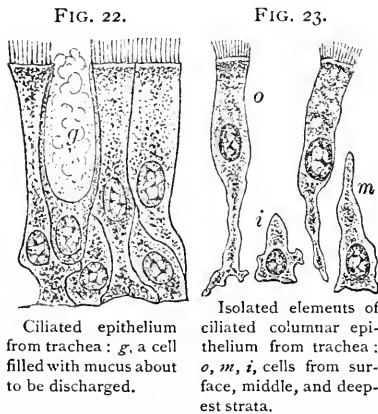 FIG. 22.
g
Ciliated epithelium
from trachea : g, a cell
filled with mucus about
to be discharged.
FIG. 23.
o
i
m
Isolated elements of
ciliated columnar epi-
thelium from trachea :
o, m, i, cells from sur-
face, middle, and deep-
est strata.